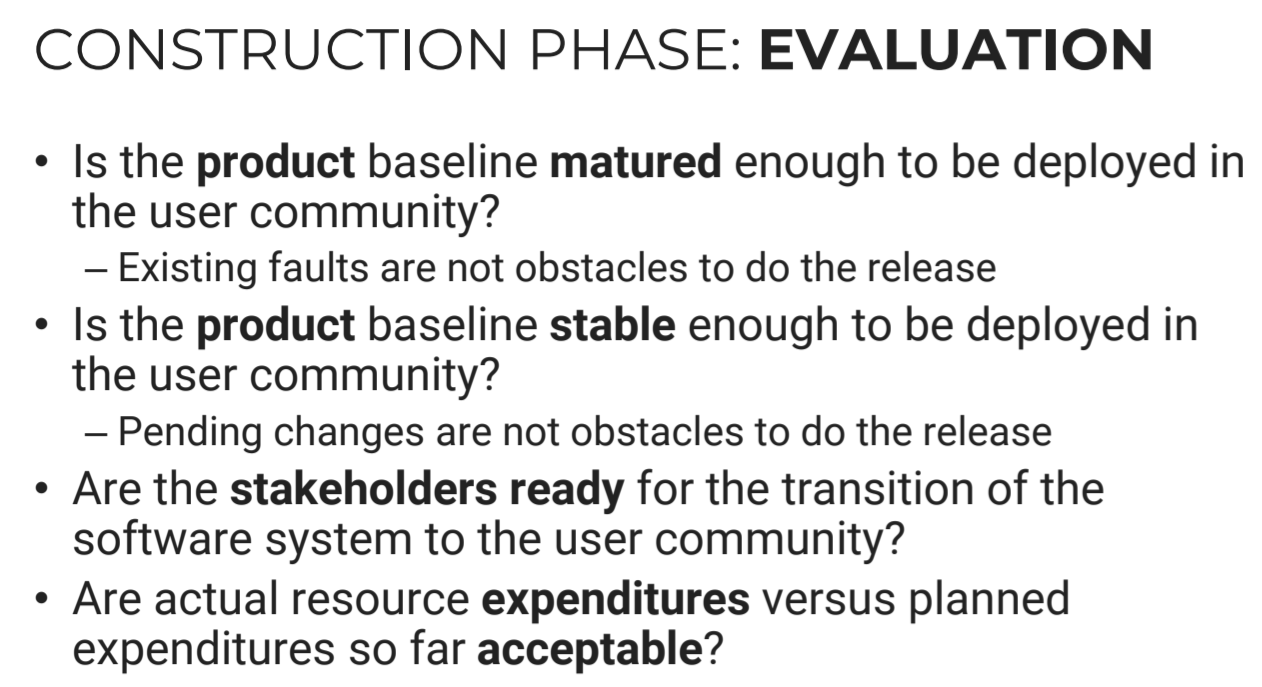 CONSTRUCTION PHASE: EVALUATION
• Is the product baseline matured enough to be deployed in
the user community?
– Existing faults are not obstacles to do the release
• Is the product baseline stable enough to be deployed in
the user community?
– Pending changes are not obstacles to do the release
• Are the stakeholders ready for the transition of the
software system to the user community?
• Are actual resource expenditures versus planned
expenditures so far acceptable?